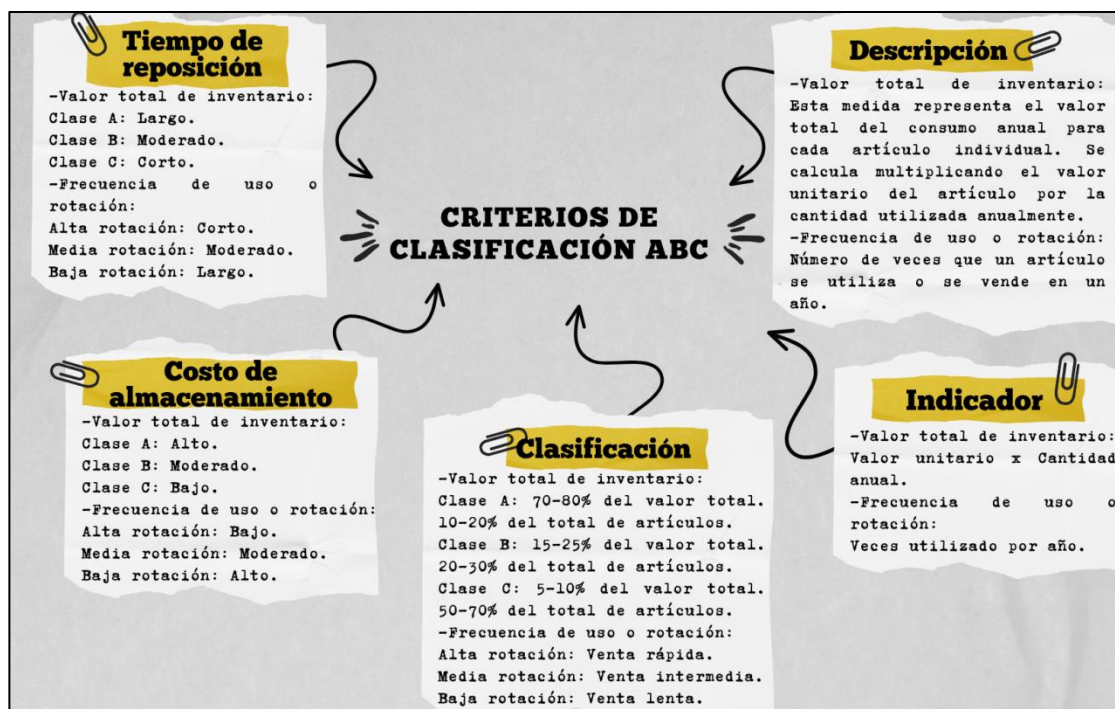 Tiempo de
reposición
-Valor total de inventario:
Clase A: Largo.
Clase B: Moderado.
Clase C: Corto.
-Frecuencia de uso o
rotación:
Alta rotación: Corto.
Media rotación: Moderado.
Baja rotación: Largo.
Descripción
-Valor total de inventario:
Esta medida representa el valor
total del consumo anual para
cada artículo individual. Se
calcula multiplicando el valor
unitario del artículo por la
cantidad utilizada anualmente.
-Frecuencia de uso o rotación:
Número de veces que un artículo
se utiliza o se vende en un
año.
CRITERIOS DE
CLASIFICACIÓN ABC
Costo de
almacenamiento
-Valor total de inventario:
Clase A: Alto.
Clase B: Moderado.
Clase C: Bajo.
-Frecuencia de uso o rotación:
Alta rotación: Bajo.
Media rotación: Moderado.
Baja rotación: Alto.
Clasificación
-Valor total de inventario:
Clase A: 70-80% del valor total.
10-20% del total de artículos.
Clase B: 15-25% del valor total.
20-30% del total de artículos.
Clase C: 5-10% del valor total.
50-70% del total de artículos.
-Frecuencia de uso o rotación:
Alta rotación: Venta rápida.
Media rotación: Venta intermedia.
Baja rotación: Venta lenta.
Indicador
-Valor total de inventario:
Valor unitario x Cantidad
anual.
-Frecuencia de uso o
rotación:
Veces utilizado por año.